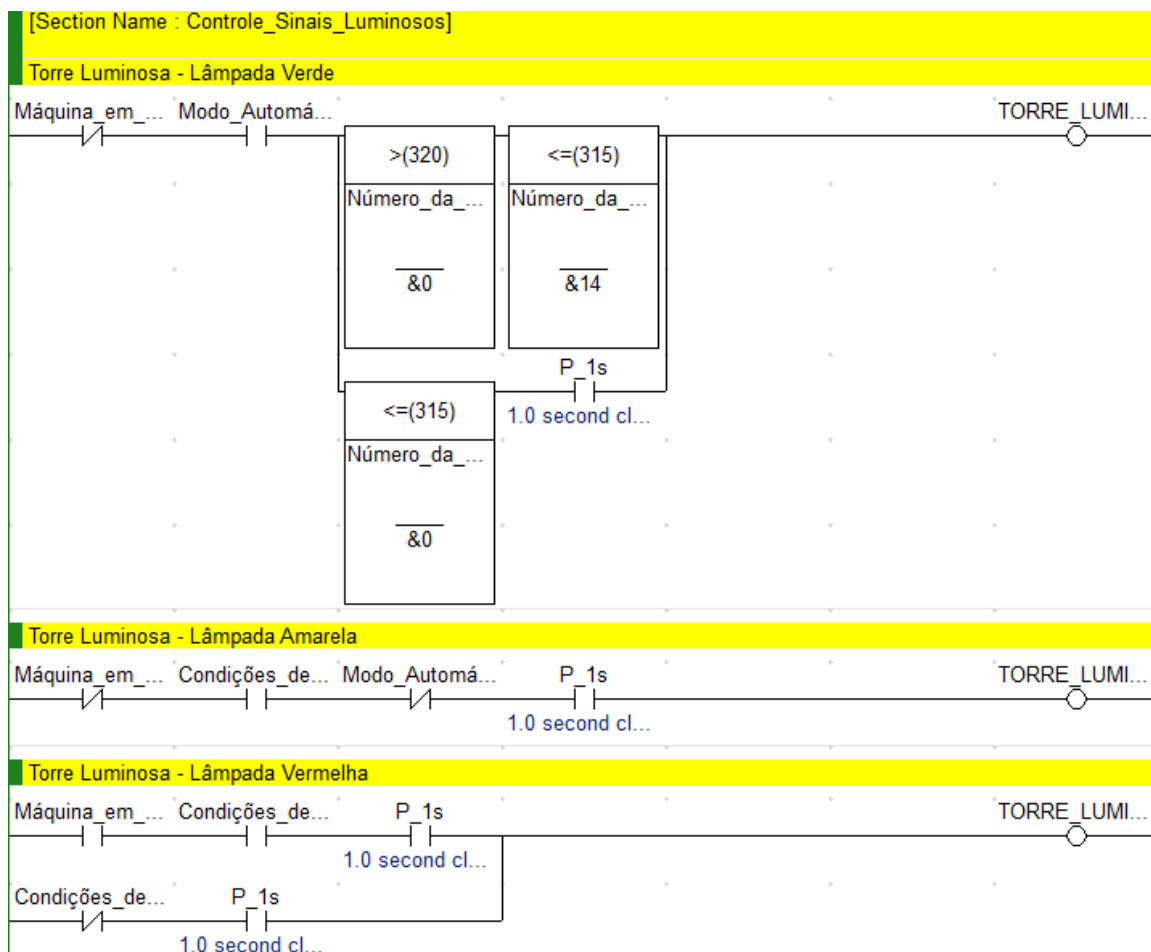 [Section Name : Controle_Sinais_Luminosos]
Torre Luminosa - Lâmpada Verde
Máquina_em_... Modo_Automá... TORRE_LUMI...
>(320) <=(315)
Número_da_... Número_da_...
&0 &14
P_1s
<=(315) 1.0 second cl...
Número_da_...
&0
Torre Luminosa - Lâmpada Amarela
Máquina_em_... Condições_de... Modo_Automá... P_1s TORRE_LUMI...
1.0 second cl...
Torre Luminosa - Lâmpada Vermelha
Máquina_em_... Condições_de... P_1s TORRE_LUMI...
1.0 second cl...
Condições_de... P_1s
1.0 second cl...